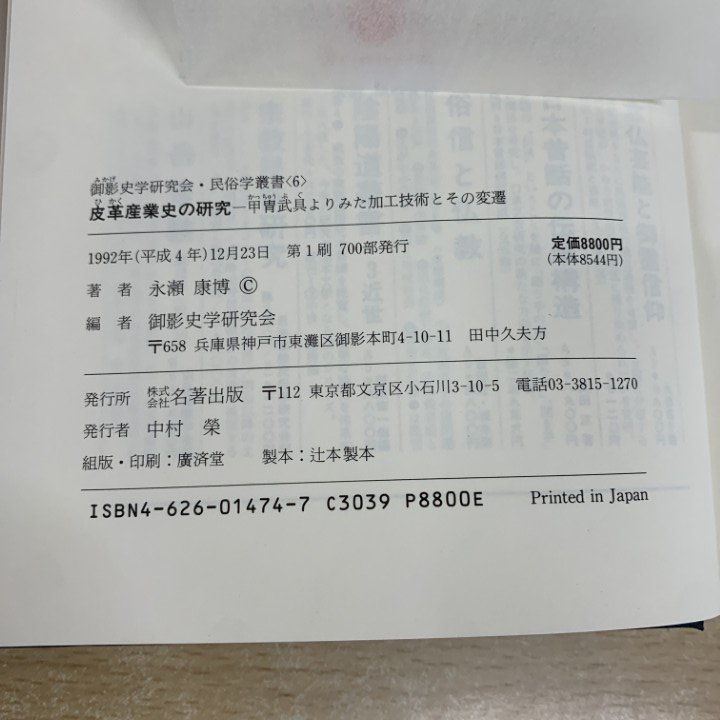 御影史学研究会・民俗学叢書〈6〉
皮革産業史の研究―甲冑武具よりみた加工技術とその変遷
1992年(平成4年)12月23日 第1刷 700部発行
定価8800円
(本体8544円)
著者 永瀬 康博 ©
編者 御影史学研究会
〒658 兵庫県神戸市東灘区御影本町4-10-11 田中久夫方
発行所 株式会社名著出版 〒112 東京都文京区小石川3-10-5 電話03-3815-1270
発行者 中村 榮
組版・印刷：廣済堂 製本：辻本製本
ISBN4-626-01474-7 C3039 P8800E Printed in Japan